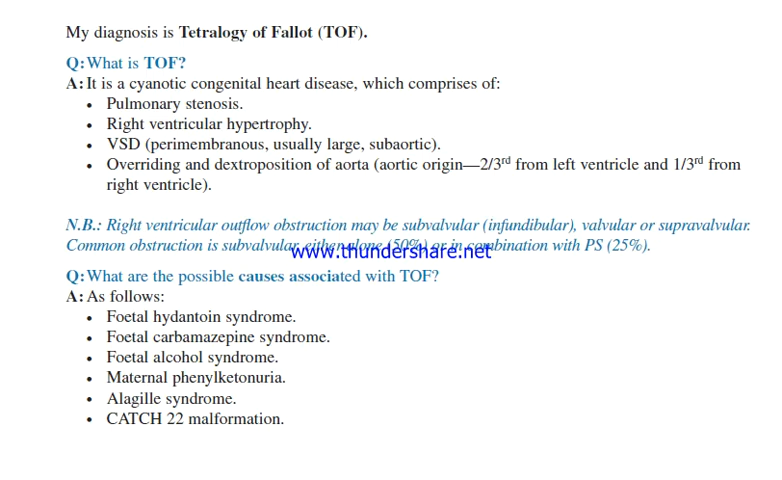 My diagnosis is Tetralogy of Fallot (TOF).
Q: What is TOF?
A: It is a cyanotic congenital heart disease, which comprises of:
• Pulmonary stenosis.
• Right ventricular hypertrophy.
• VSD (perimembranous, usually large, subaortic).
• Overriding and dextroposition of aorta (aortic origin—2/3rd from left ventricle and 1/3rd from
right ventricle).
N.B.: Right ventricular outflow obstruction may be subvalvular (infundibular), valvular or supravalvular.
Common obstruction is subvalvular, either alone (50%) or in combination with PS (25%).
www.thundershare.net
Q: What are the possible causes associated with TOF?
A: As follows:
• Foetal hydantoin syndrome.
• Foetal carbamazepine syndrome.
• Foetal alcohol syndrome.
• Maternal phenylketonuria.
• Alagille syndrome.
• CATCH 22 malformation.